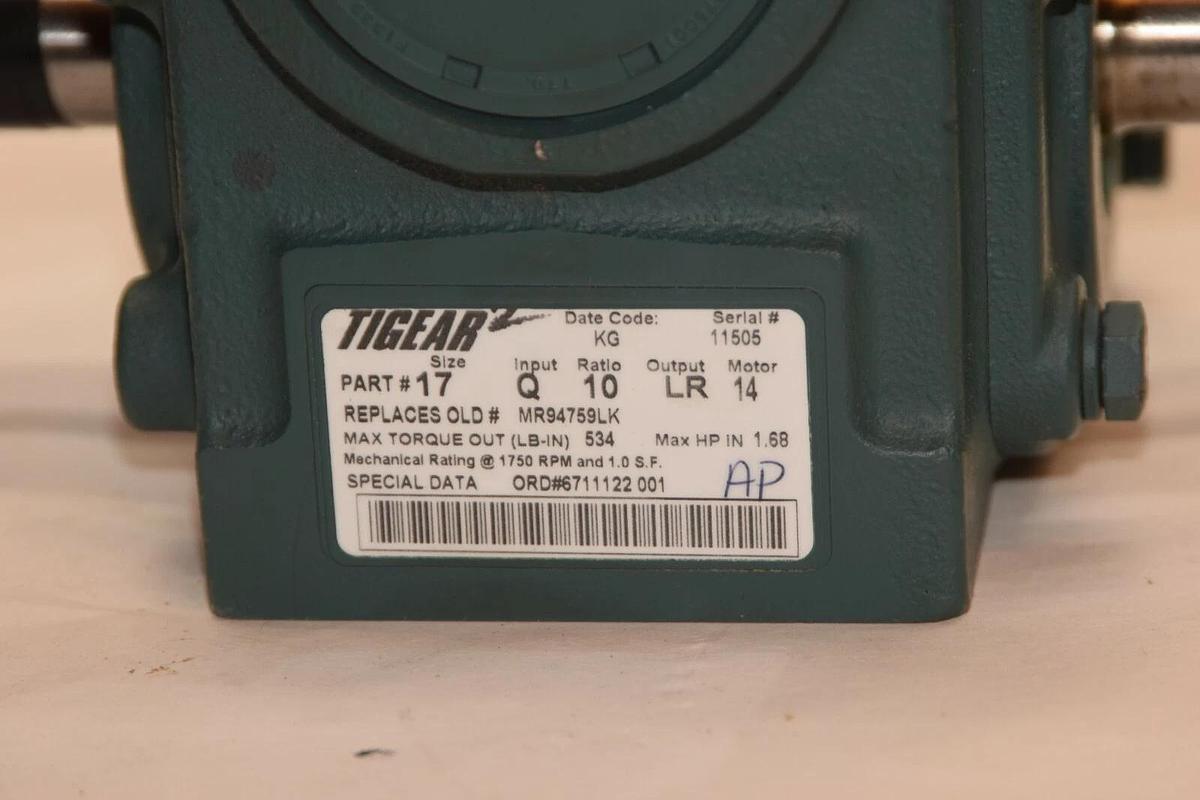 TIGEAR 2
Date Code: Serial #
KG 11505
Size Input Ratio Output Motor
PART # 17 Q 10 LR 14
REPLACES OLD # MR94759LK
MAX TORQUE OUT (LB-IN) 534 Max HP IN 1.68
Mechanical Rating @ 1750 RPM and 1.0 S.F.
SPECIAL DATA ORD#6711122 001
AP